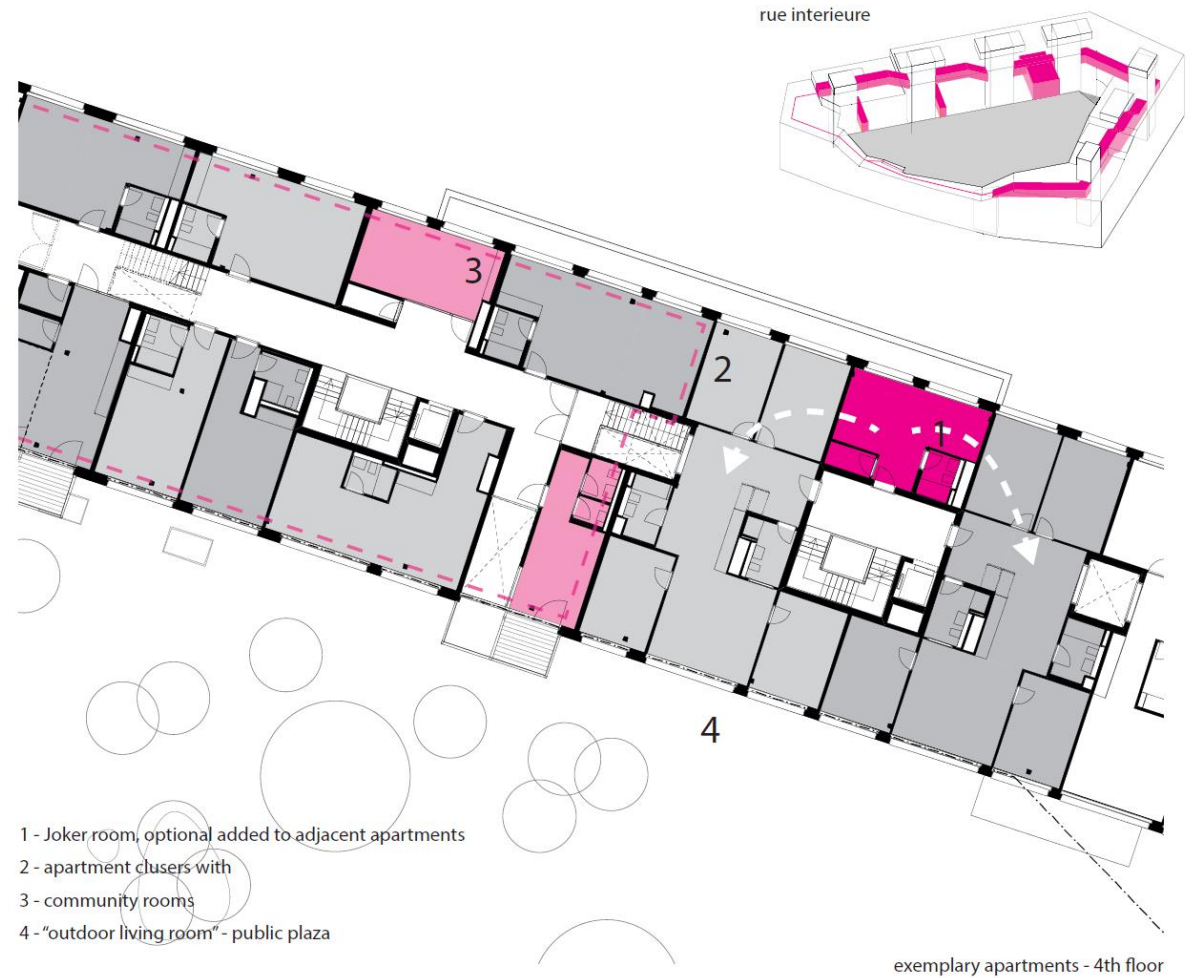 rue interieure
3
2
1
4
1 - Joker room, optional added to adjacent apartments
2 - apartment clusers with
3 - community rooms
4 - “outdoor living room” - public plaza
exemplary apartments - 4th floor